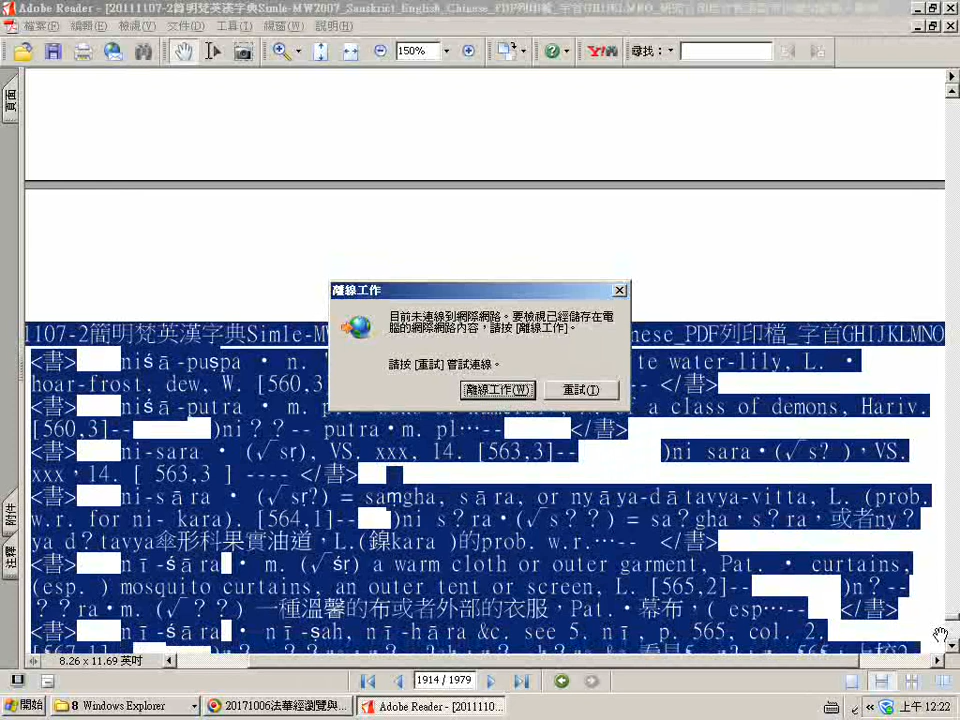 Adobe Reader - [20111107-2簡明梵英漢字典Simle-MW2007_Sanskrit_English_Chinese_PDF列印檔_字首GHIJKLMNO
檔案(F) 編輯(E) 檢視(V) 文件(D) 工具(T) 視窗(W) 說明(H)
150% 尋找：
頁面
離線工作
目前未連線到網際網路。要檢視已經儲存在電
腦的網際網路內容，請按 [離線工作]。
請按 [重試] 嘗試連線。
離線工作(W) 重試(T)
1107-2簡明梵英漢字典Simle-MW nese_PDF列印檔_字首GHIJKLMNO
<書> niśā-puṣpa · n. te water-lily, L. ·
hoar-frost, dew, W. [560,3 -- </書>
<書> niśā-putra · m. a class of demons, Hariv.
[560,3]-- )ni？？-- putra·m. pl…-- </書>
<書> ni-sara · (√sṛ), VS. xxx, 14. [563,3]-- )ni sara·(√s? )，VS.
xxx，14. [ 563,3 ] ---- </書>
<書> ni-sāra · (√sṛ?) = samgha, sāra, or nyāya-dātavya-vitta, L. (prob.
w.r. for ni- kara). [564,1]-- )ni s？ra·(√s？？) = sa？gha，s？ra，或者ny？
ya d？tavya傘形科果實油道，L.(鎳kara )的prob. w.r.…-- </書>
<書> nī-śāra · m. (√śṛ) a warm cloth or outer garment, Pat. · curtains,
(esp. ) mosquito curtains, an outer tent or screen, L. [565,2]-- )n？--
？？ra·m. (√？？) 一種溫馨的布或者外部的衣服，Pat.·幕布，( esp…-- </書>
<書> nī-śāra · nī-ṣah, nī-hāra &c. see 5. nī, p. 565, col. 2.
附件
注釋
8.26 x 11.69 英吋
1914 / 1979
開始 8 Windows Explorer 20171006法華經瀏覽與... Adobe Reader - [2011110... 上午 12:22